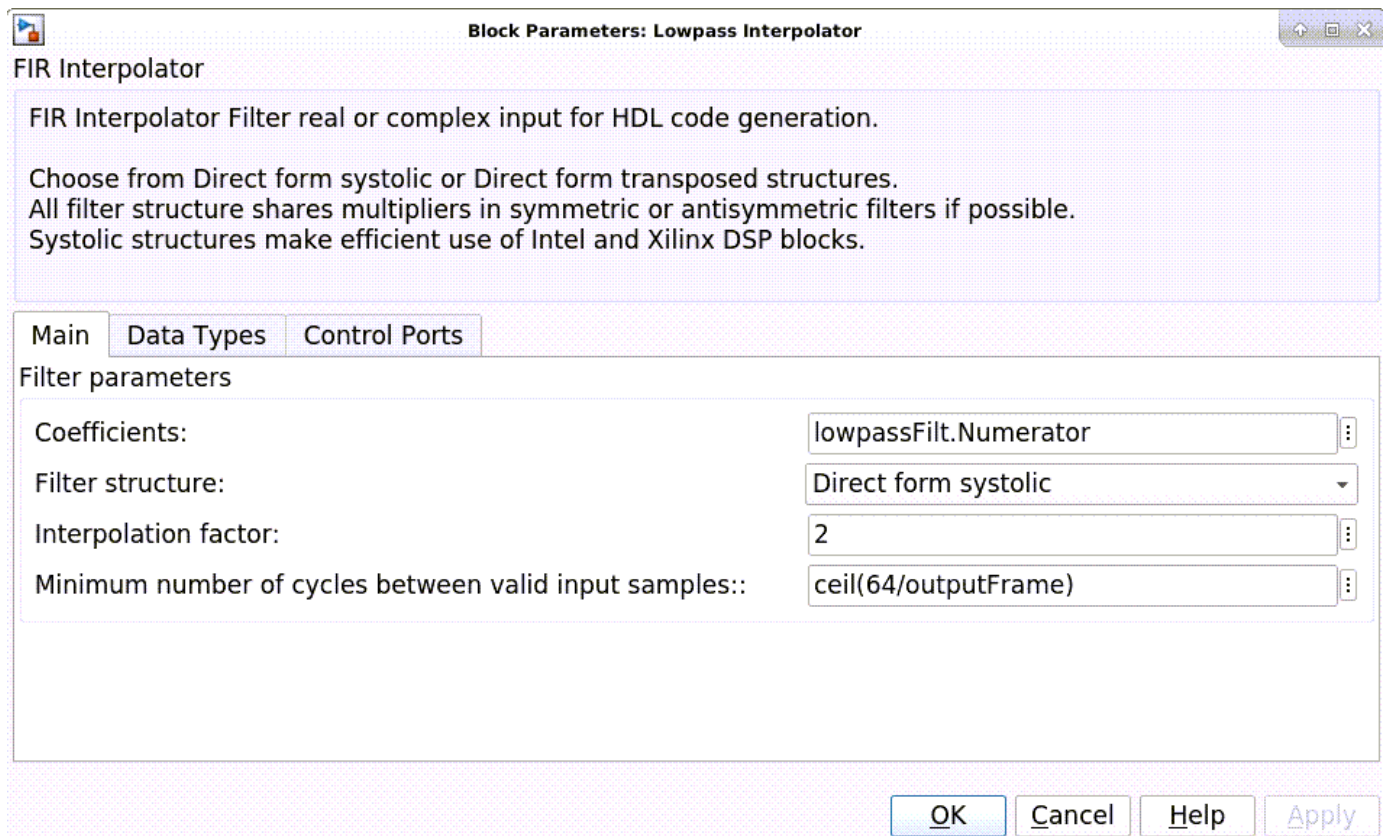 Block Parameters: Lowpass Interpolator
FIR Interpolator
FIR Interpolator Filter real or complex input for HDL code generation.
Choose from Direct form systolic or Direct form transposed structures.
All filter structure shares multipliers in symmetric or antisymmetric filters if possible.
Systolic structures make efficient use of Intel and Xilinx DSP blocks.
Main Data Types Control Ports
Filter parameters
Coefficients: lowpassFilt.Numerator
Filter structure: Direct form systolic
Interpolation factor: 2
Minimum number of cycles between valid input samples:: ceil(64/outputFrame)
OK Cancel Help Apply